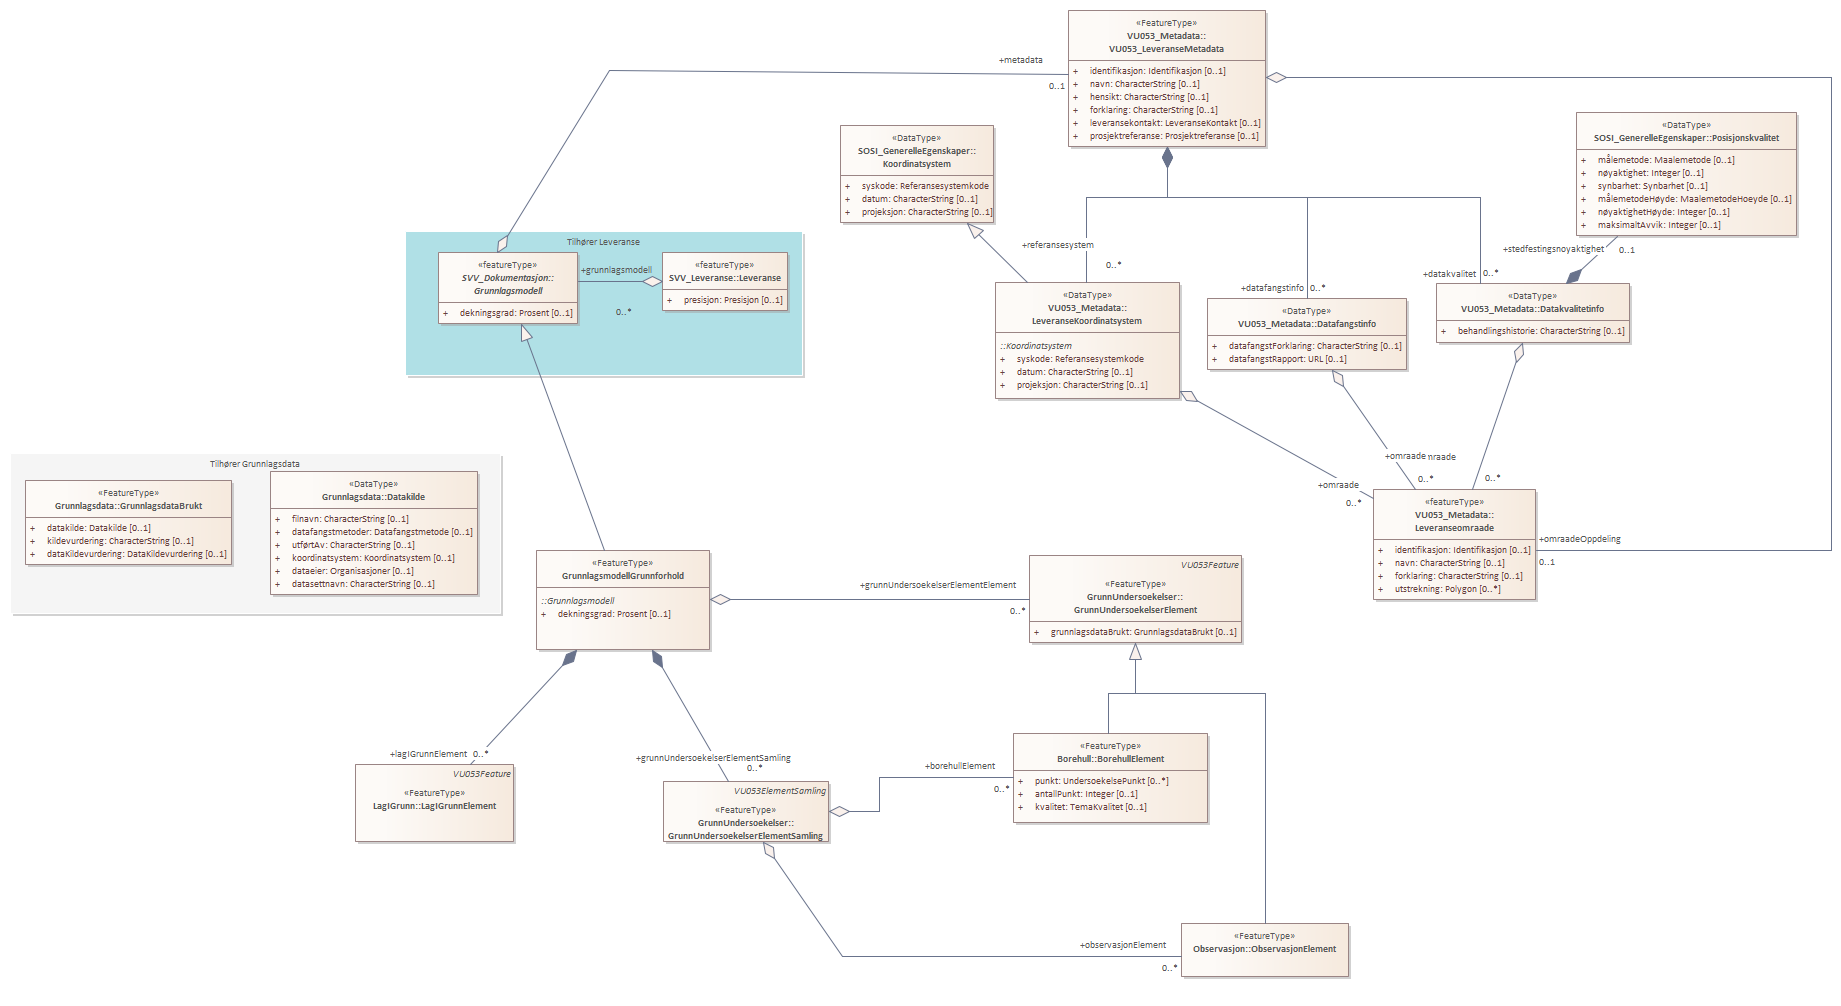 «FeatureType»
VU053_Metadata::
VU053_LeveranseMetadata
+ identifikasjon: Identifikasjon [0..1]
+ navn: CharacterString [0..1]
+ hensikt: CharacterString [0..1]
+ forklaring: CharacterString [0..1]
+ leveransekontakt: LeveranseKontakt [0..1]
+ prosjektreferanse: Prosjektreferanse [0..1]
+metadata
0..1
«DataType»
SOSI_GenerelleEgenskaper::
Koordinatsystem
+ syskode: Referansesystemkode
+ datum: CharacterString [0..1]
+ projeksjon: CharacterString [0..1]
«DataType»
SOSI_GenerelleEgenskaper::Posisjonskvalitet
+ målemetode: Maalemetode [0..1]
+ nøyaktighet: Integer [0..1]
+ synbarhet: Synbarhet [0..1]
+ målemetodeHøyde: MaalemetodeHoeyde [0..1]
+ nøyaktighetHøyde: Integer [0..1]
+ maksimaltAvvik: Integer [0..1]
+stedfestingsnoyaktighet
0..1
Tilhører Leveranse
«featureType»
SVV_Dokumentasjon::
Grunnlagsmodell
+ dekningsgrad: Prosent [0..1]
+grunnlagsmodell
0..*
«featureType»
SVV_Leveranse::Leveranse
+ presisjon: Presisjon [0..1]
+referansesystem
0..*
+datafangstinfo
0..*
+datakvalitet
0..*
«DataType»
VU053_Metadata::
LeveranseKoordinatsystem
::Koordinatsystem
+ syskode: Referansesystemkode
+ datum: CharacterString [0..1]
+ projeksjon: CharacterString [0..1]
«DataType»
VU053_Metadata::Datafangstinfo
+ datafangstForklaring: CharacterString [0..1]
+ datafangstRapport: URL [0..1]
«DataType»
VU053_Metadata::Datakvalitetinfo
+ behandlingshistorie: CharacterString [0..1]
+omraade
0..*
+omraade
0..*
nraade
0..*
«featureType»
VU053_Metadata::
Leveranseomraade
+ identifikasjon: Identifikasjon [0..1]
+ navn: CharacterString [0..1]
+ forklaring: CharacterString [0..1]
+ utstrekning: Polygon [0..*]
+omraadeOppdeling
0..1
Tilhører Grunnlagsdata
«FeatureType»
Grunnlagsdata::GrunnlagsdataBrukt
+ datakilde: Datakilde [0..1]
+ kildevurdering: CharacterString [0..1]
+ dataKildevurdering: DataKildevurdering [0..1]
«DataType»
Grunnlagsdata::Datakilde
+ filnavn: CharacterString [0..1]
+ datafangstmetoder: Datafangstmetode [0..1]
+ utførtAv: CharacterString [0..1]
+ koordinatsystem: Koordinatsystem [0..1]
+ dataeier: Organisasjoner [0..1]
+ datasettnavn: CharacterString [0..1]
«FeatureType»
GrunnlagsmodellGrunnforhold
::Grunnlagsmodell
+ dekningsgrad: Prosent [0..1]
+grunnUndersoekelserElementElement
0..*
VU053Feature
«FeatureType»
GrunnUndersoekelser::
GrunnUndersoekelserElement
+ grunnlagsdataBrukt: GrunnlagsdataBrukt [0..1]
+lagIGrunnElement
0..*
VU053Feature
«FeatureType»
LagIGrunn::LagIGrunnElement
+grunnUndersoekelserElementSamling
0..*
VU053ElementSamling
«FeatureType»
GrunnUndersoekelser::
GrunnUndersoekelserElementSamling
+borehullElement
0..*
«FeatureType»
Borehull::BorehullElement
+ punkt: UndersoekelsePunkt [0..*]
+ antallPunkt: Integer [0..1]
+ kvalitet: TemaKvalitet [0..1]
+observasjonElement
0..*
«FeatureType»
Observasjon::ObservasjonElement